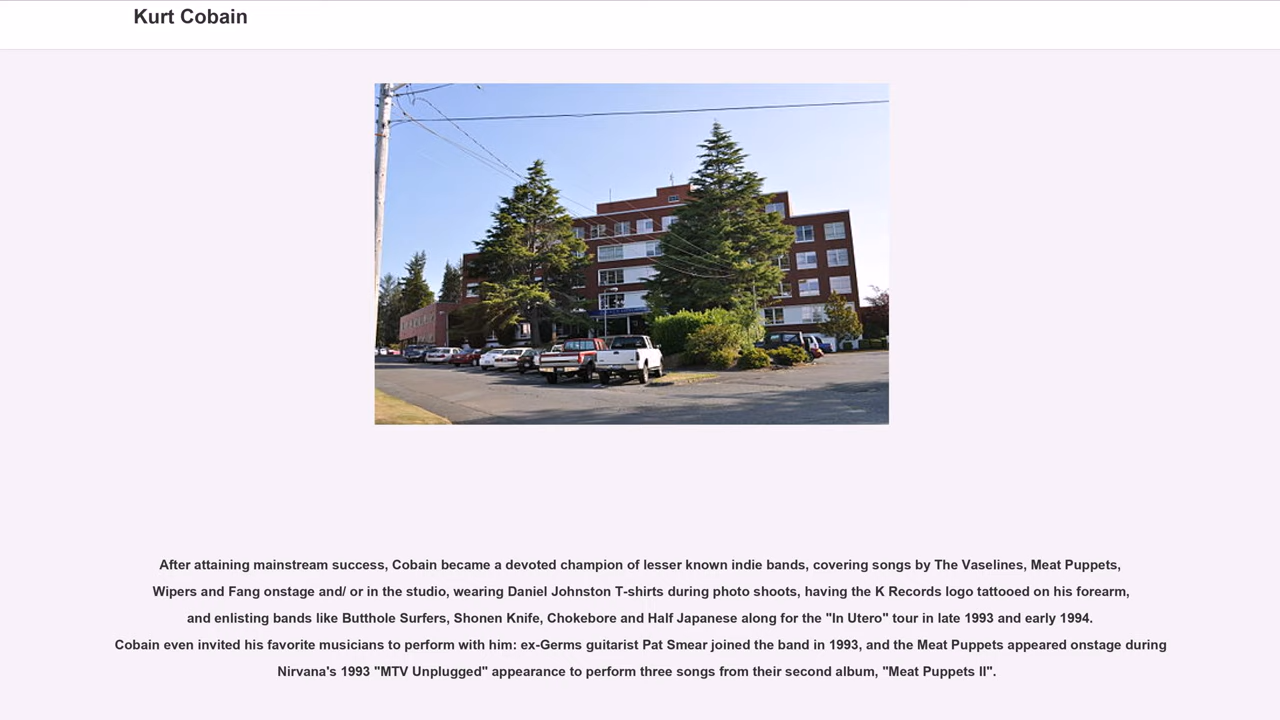 Kurt Cobain
After attaining mainstream success, Cobain became a devoted champion of lesser known indie bands, covering songs by The Vaselines, Meat Puppets,
Wipers and Fang onstage and/ or in the studio, wearing Daniel Johnston T-shirts during photo shoots, having the K Records logo tattooed on his forearm,
and enlisting bands like Butthole Surfers, Shonen Knife, Chokebore and Half Japanese along for the "In Utero" tour in late 1993 and early 1994.
Cobain even invited his favorite musicians to perform with him: ex-Germs guitarist Pat Smear joined the band in 1993, and the Meat Puppets appeared onstage during
Nirvana's 1993 "MTV Unplugged" appearance to perform three songs from their second album, "Meat Puppets II".